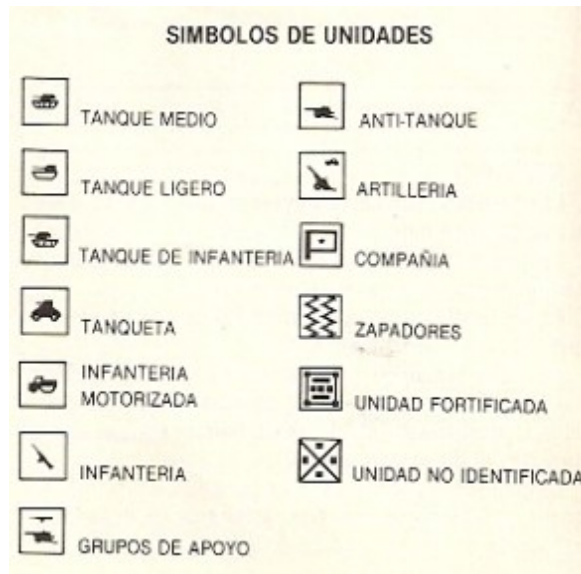 SIMBOLOS DE UNIDADES
TANQUE MEDIO
TANQUE LIGERO
TANQUE DE INFANTERIA
TANQUETA
INFANTERIA
MOTORIZADA
INFANTERIA
GRUPOS DE APOYO
ANTI-TANQUE
ARTILLERIA
COMPAÑIA
ZAPADORES
UNIDAD FORTIFICADA
UNIDAD NO IDENTIFICADA